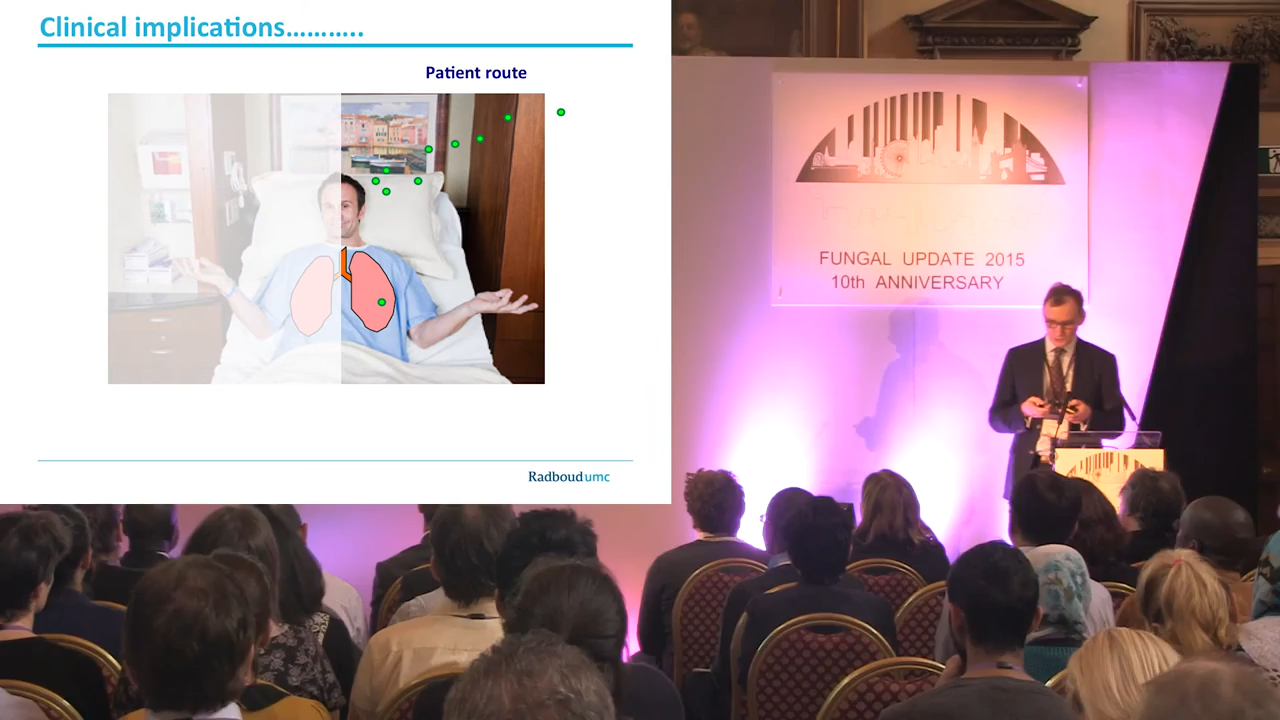 Clinical implications………..
Patient route
Radboudumc
FUNGAL UPDATE 2015
10th ANNIVERSARY